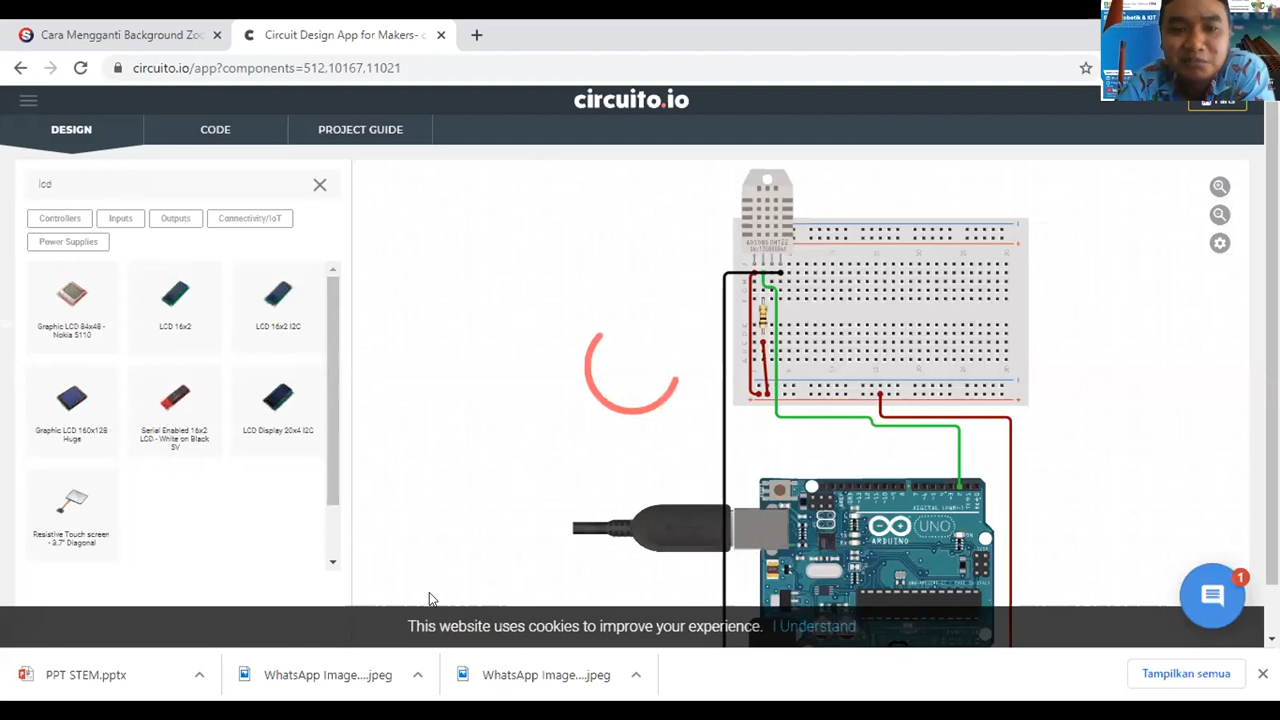 Cara Mengganti Background Zoo
Circuit Design App for Makers- c
circuito.io/app?components=512,10167,11021
circuito.io
Parts
DESIGN
CODE
PROJECT GUIDE
lcd
Controllers
Inputs
Outputs
Connectivity/IoT
Power Supplies
Graphic LCD 84x48 -
Nokia 5110
LCD 16x2
LCD 16x2 I2C
Graphic LCD 160x128
Huge
Serial Enabled 16x2
LCD - White on Black
5V
LCD Display 20x4 I2C
Resistive Touch screen
- 3.7" Diagonal
UNO
ARDUINO
1
This website uses cookies to improve your experience. I Understand
PPT STEM.pptx
WhatsApp Image....jpeg
WhatsApp Image....jpeg
Tampilkan semua